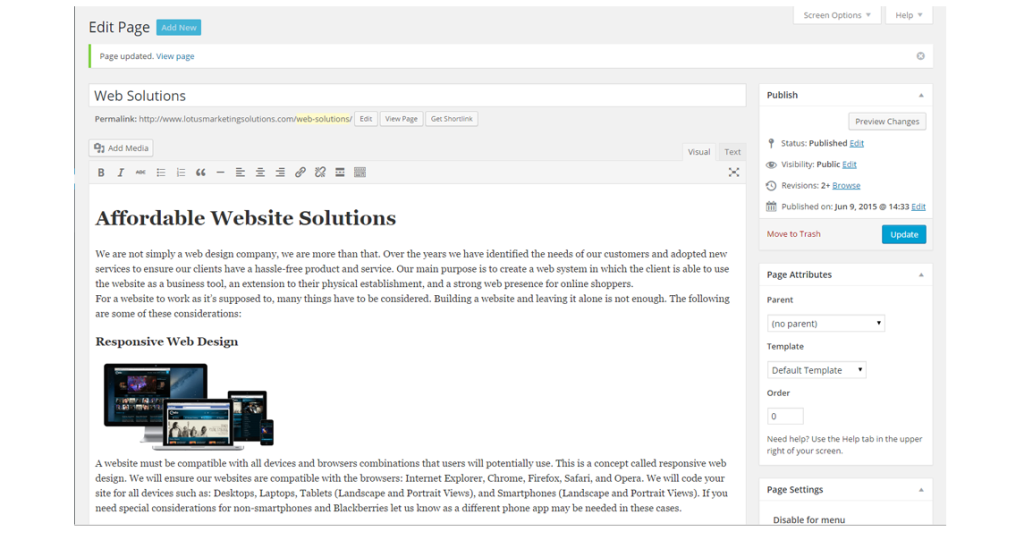 Screen Options
Help
Edit Page Add New
Page updated. View page
Web Solutions
Permalink: http://www.lotusmarketingsolutions.com/web-solutions/ Edit View Page Get Shortlink
Add Media
Visual Text
B I ABC
Affordable Website Solutions
We are not simply a web design company, we are more than that. Over the years we have identified the needs of our customers and adopted new
services to ensure our clients have a hassle-free product and service. Our main purpose is to create a web system in which the client is able to use
the website as a business tool, an extension to their physical establishment, and a strong web presence for online shoppers.
For a website to work as it's supposed to, many things have to be considered. Building a website and leaving it alone is not enough. The following
are some of these considerations:
Responsive Web Design
A website must be compatible with all devices and browsers combinations that users will potentially use. This is a concept called responsive web
design. We will ensure our websites are compatible with the browsers: Internet Explorer, Chrome, Firefox, Safari, and Opera. We will code your
site for all devices such as: Desktops, Laptops, Tablets (Landscape and Portrait Views), and Smartphones (Landscape and Portrait Views). If you
need special considerations for non-smartphones and Blackberries let us know as a different phone app may be needed in these cases.
Publish
Preview Changes
Status: Published Edit
Visibility: Public Edit
Revisions: 2+ Browse
Published on: Jun 9, 2015 @ 14:33 Edit
Move to Trash Update
Page Attributes
Parent
(no parent)
Template
Default Template
Order
0
Need help? Use the Help tab in the upper
right of your screen.
Page Settings
Disable for menu